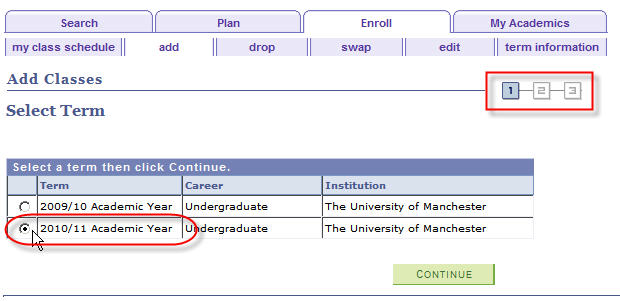 Search Plan Enroll My Academics
my class schedule add drop swap edit term information
Add Classes
1 2 3
Select Term
Select a term then click Continue.
Term Career Institution
2009/10 Academic Year Undergraduate The University of Manchester
2010/11 Academic Year Undergraduate The University of Manchester
CONTINUE